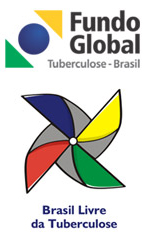 Fundo
Global
Tuberculose - Brasil
Brasil Livre
da Tuberculose